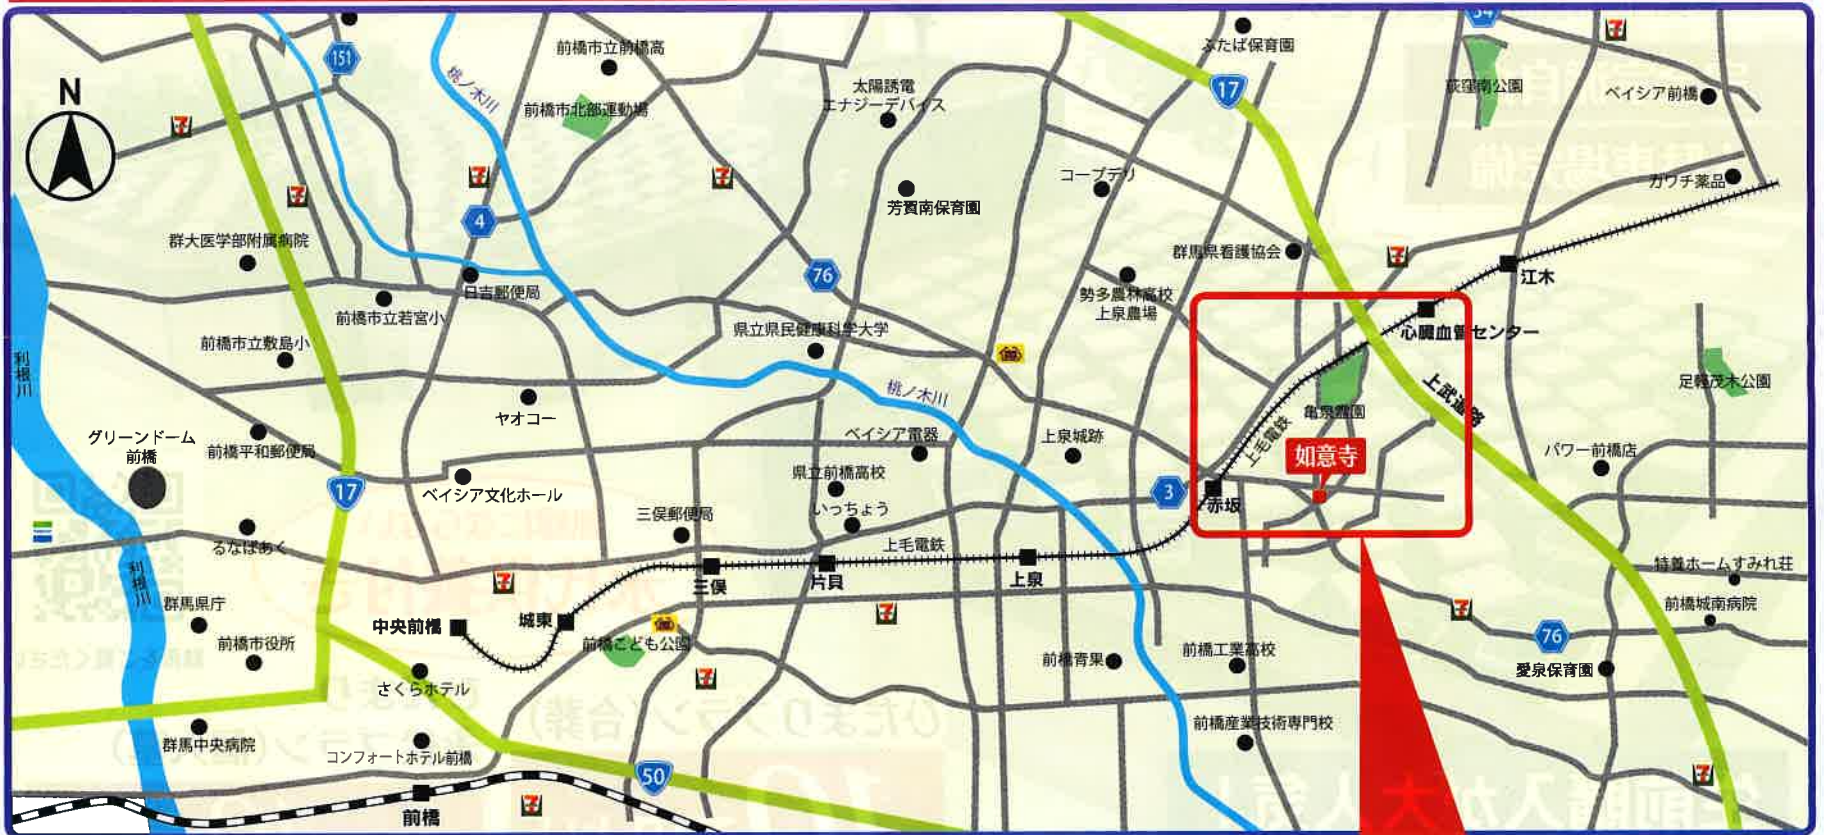 34
151
前橋市立前橋高
ふたば保育園
桃ノ木川
太陽誘電
エナジーデバイス
17
荻窪南公園
ベイシア前橋
N
前橋市北部運動場
コープデリ
カワチ薬品
芳賀南保育園
4
群大医学部附属病院
群馬県看護協会
76
江木
日吉郵便局
勢多農林高校
上泉農場
前橋市立若宮小
県立県民健康科学大学
心臓血管センター
前橋市立敷島小
利根川
桃ノ木川
上武道路
足軽茂木公園
亀泉霊園
ヤオコー
グリーンドーム
前橋
前橋平和郵便局
ベイシア電器
上泉城跡
上毛電鉄
如意寺
パワー前橋店
県立前橋高校
17
ベイシア文化ホール
3
赤坂
三俣郵便局
いっちょう
るなぱあく
上毛電鉄
利根川
三俣
片貝
上泉
特養ホームすみれ荘
群馬県庁
前橋城南病院
中央前橋
城東
前橋市役所
前橋こども公園
76
前橋青果
前橋工業高校
愛泉保育園
さくらホテル
群馬中央病院
前橋産業技術専門校
コンフォートホテル前橋
50
前橋